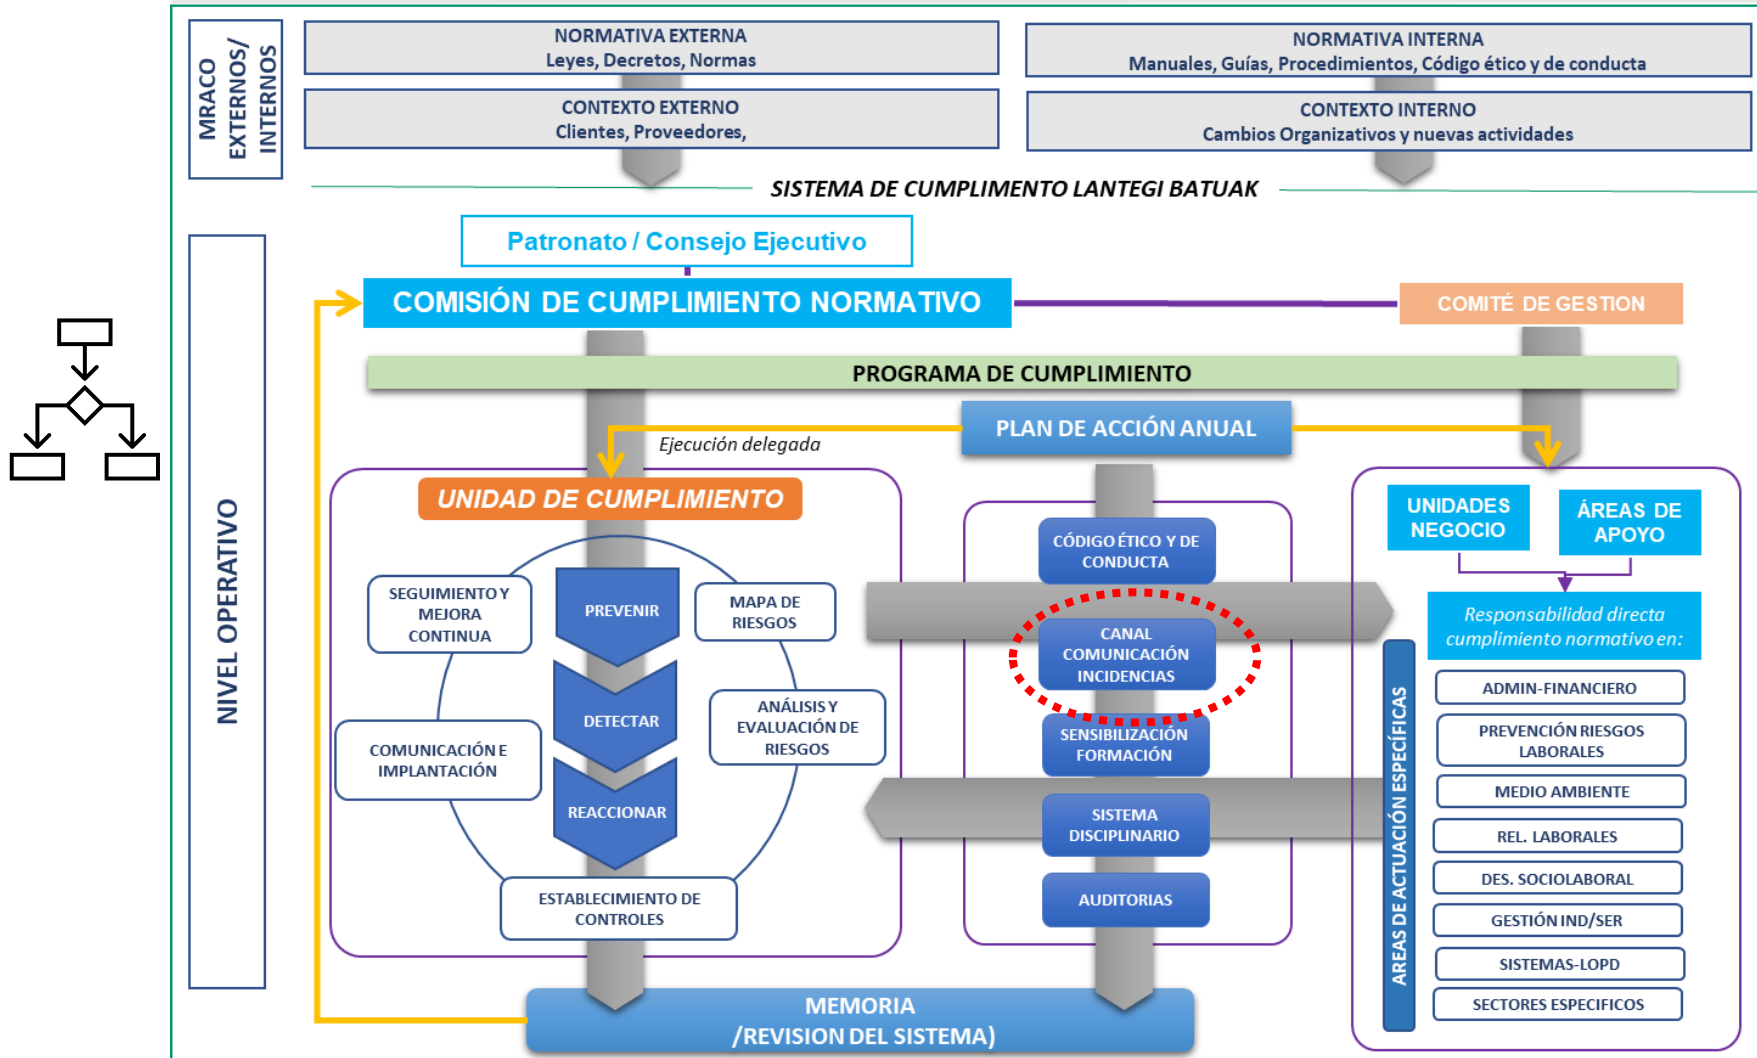 MRACO
EXTERNOS/
INTERNOS
NORMATIVA EXTERNA
Leyes, Decretos, Normas
NORMATIVA INTERNA
Manuales, Guías, Procedimientos, Código ético y de conducta
CONTEXTO EXTERNO
Clientes, Proveedores,
CONTEXTO INTERNO
Cambios Organizativos y nuevas actividades
SISTEMA DE CUMPLIMENTO LANTEGI BATUAK
NIVEL OPERATIVO
Patronato / Consejo Ejecutivo
COMISIÓN DE CUMPLIMIENTO NORMATIVO
COMITÉ DE GESTION
PROGRAMA DE CUMPLIMIENTO
PLAN DE ACCIÓN ANUAL
Ejecución delegada
UNIDAD DE CUMPLIMIENTO
PREVENIR
DETECTAR
REACCIONAR
MAPA DE
RIESGOS
ANÁLISIS Y
EVALUACIÓN DE
RIESGOS
ESTABLECIMIENTO DE
CONTROLES
COMUNICACIÓN E
IMPLANTACIÓN
SEGUIMIENTO Y
MEJORA
CONTINUA
CÓDIGO ÉTICO Y DE
CONDUCTA
CANAL
COMUNICACIÓN
INCIDENCIAS
SENSIBILIZACIÓN
FORMACIÓN
SISTEMA
DISCIPLINARIO
AUDITORIAS
UNIDADES
NEGOCIO
ÁREAS DE
APOYO
Responsabilidad directa
cumplimiento normativo en:
AREAS DE ACTUACIÓN ESPECÍFICAS
ADMIN-FINANCIERO
PREVENCIÓN RIESGOS
LABORALES
MEDIO AMBIENTE
REL. LABORALES
DES. SOCIOLABORAL
GESTIÓN IND/SER
SISTEMAS-LOPD
SECTORES ESPECIFICOS
MEMORIA
/REVISION DEL SISTEMA)